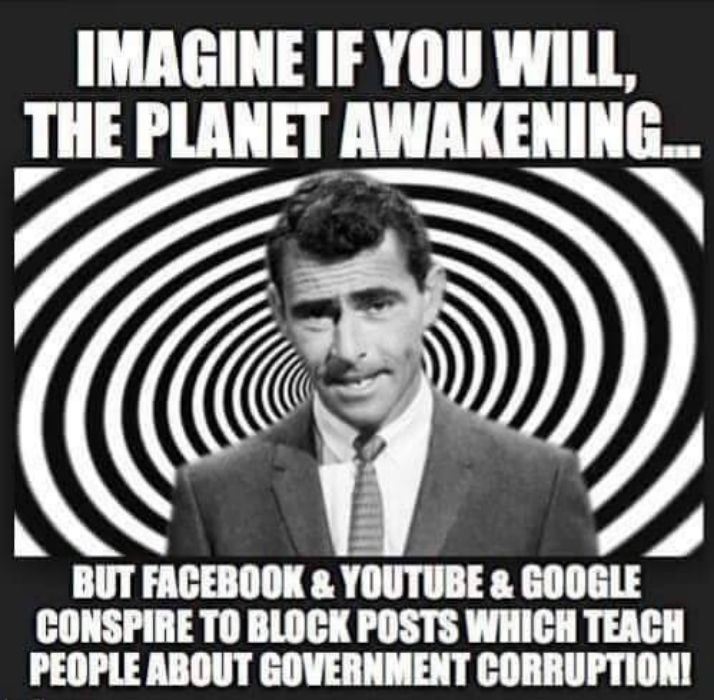 IMAGINE IF YOU WILL,
THE PLANET AWAKENING...
BUT FACEBOOK & YOUTUBE & GOOGLE
CONSPIRE TO BLOCK POSTS WHICH TEACH
PEOPLE ABOUT GOVERNMENT CORRUPTION!